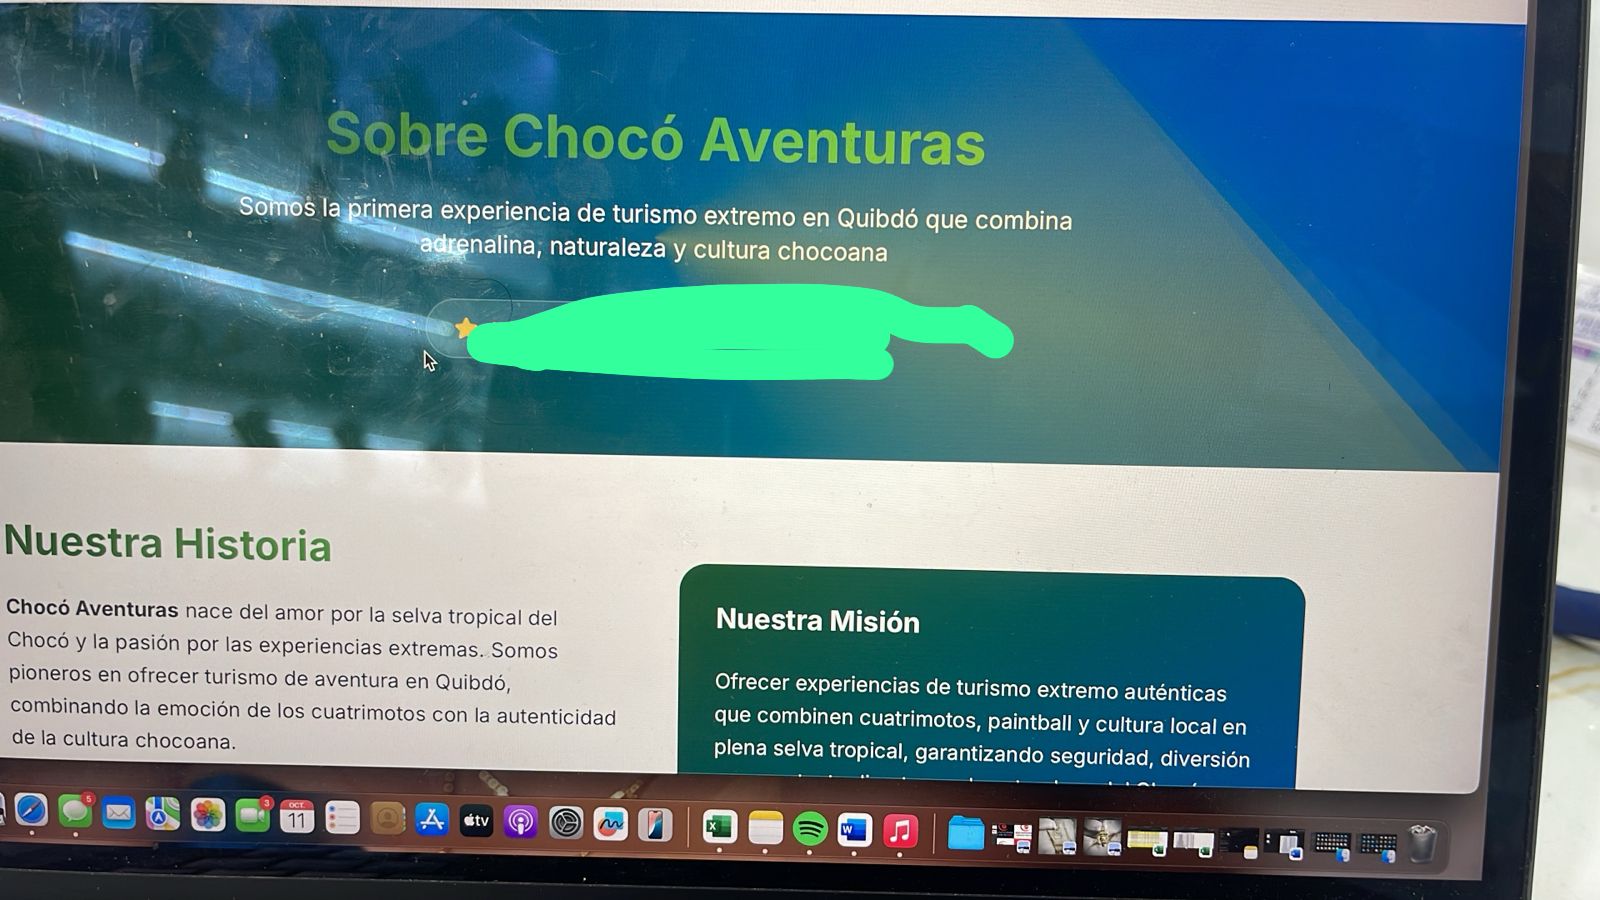 Sobre Chocó Aventuras
Somos la primera experiencia de turismo extremo en Quibdó que combina
adrenalina, naturaleza y cultura chocoana
Nuestra Historia
Chocó Aventuras nace del amor por la selva tropical del
Chocó y la pasión por las experiencias extremas. Somos
pioneros en ofrecer turismo de aventura en Quibdó,
combinando la emoción de los cuatrimotos con la autenticidad
de la cultura chocoana.
Nuestra Misión
Ofrecer experiencias de turismo extremo auténticas
que combinen cuatrimotos, paintball y cultura local en
plena selva tropical, garantizando seguridad, diversión
5
3
OCT.
11
tv
X
W